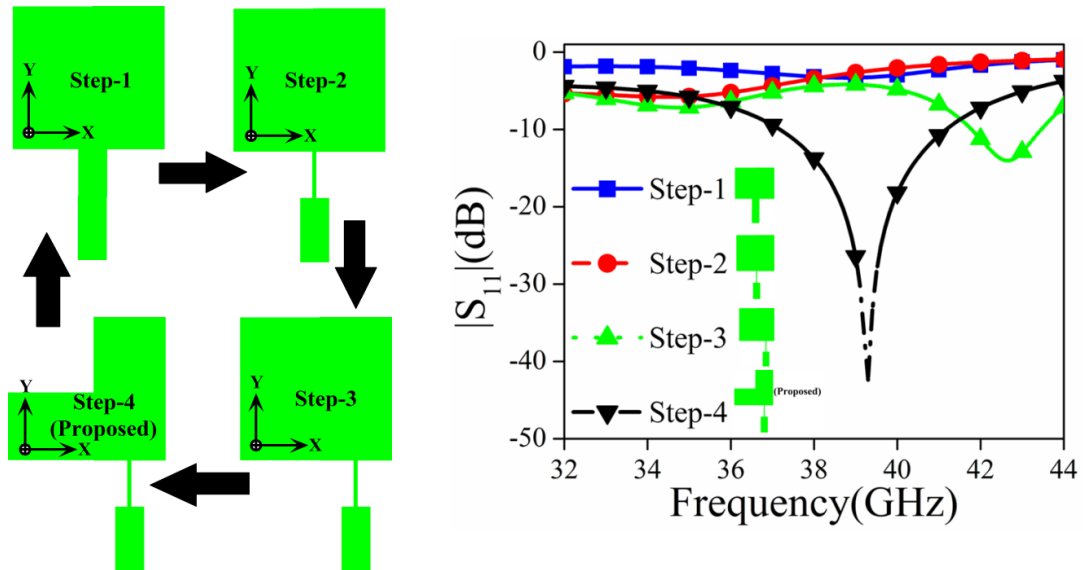 Step-1
Y
X
Step-2
Y
X
Step-4
(Proposed)
Y
X
Step-3
Y
X
|S11|(dB)
0
-10
-20
-30
-40
-50
Step-1
Step-2
Step-3
Step-4
(Proposed)
32 34 36 38 40 42 44
Frequency(GHz)